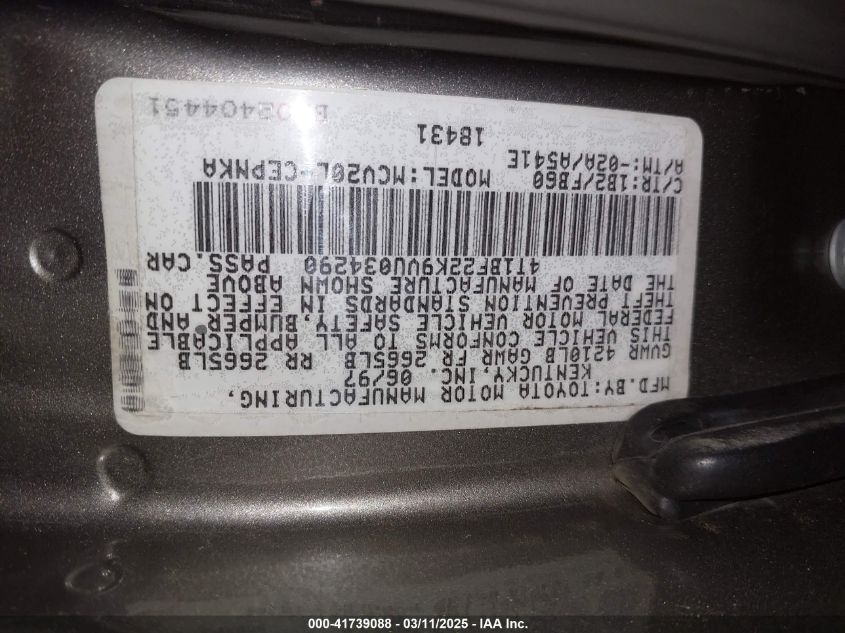 MFD.BY:TOYOTA MOTOR MANUFACTURING,
KENTUCKY,INC. 06/97
GVWR 4210LB GAWR FR 2665LB RR 2665LB
THIS VEHICLE CONFORMS TO ALL APPLICABLE
FEDERAL MOTOR VEHICLE SAFETY,BUMPER AND
THEFT PREVENTION STANDARDS IN EFFECT ON
THE DATE OF MANUFACTURE SHOWN ABOVE
4T1BF22K9VU034290 PASS.CAR
C/TR:1B2/FB60 MODEL:MCV20L-CEPNKA
A/TM:-02A/A541E
18431
000-41739088 - 03/11/2025 - IAA Inc.